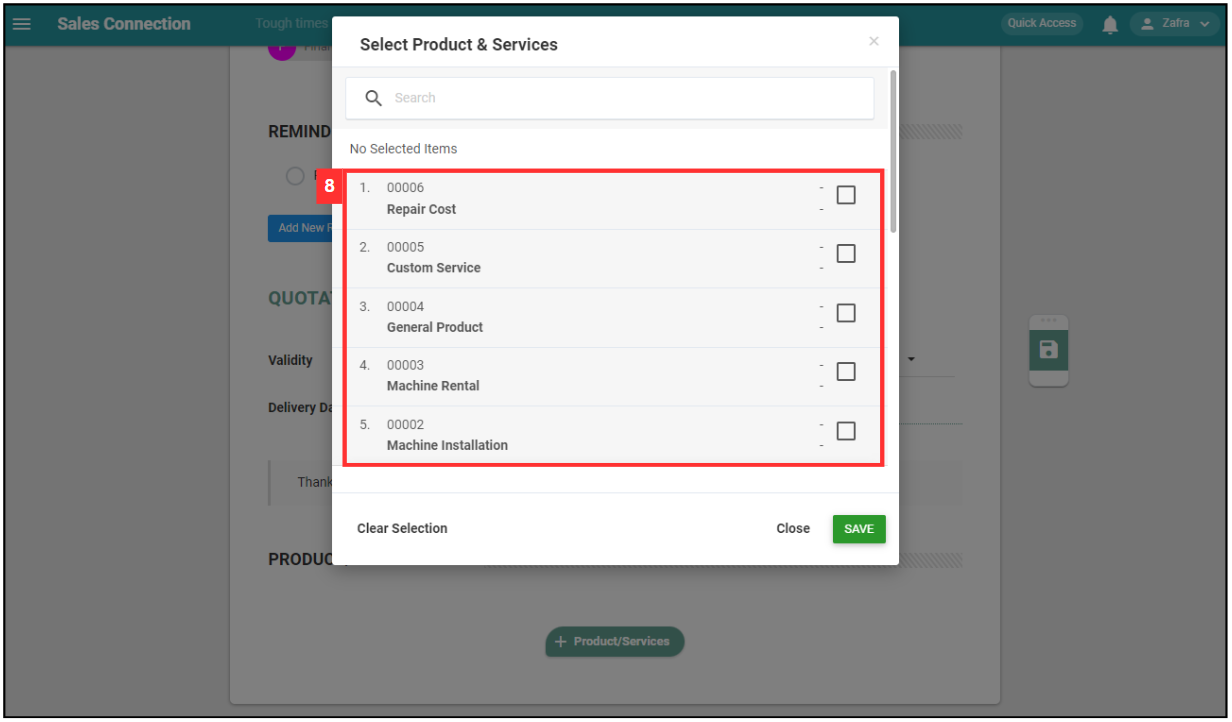 Sales Connection
Tough times
Quick Access
Zafra
Select Product & Services
×
Search
REMIND
No Selected Items
8
1. 00006 -
Repair Cost -
Add New R
2. 00005 -
Custom Service -
QUOTA
3. 00004 -
General Product -
Validity
4. 00003 -
Machine Rental -
Delivery Da
5. 00002 -
Machine Installation -
Thank
Clear Selection
Close
SAVE
PRODUC
+ Product/Services